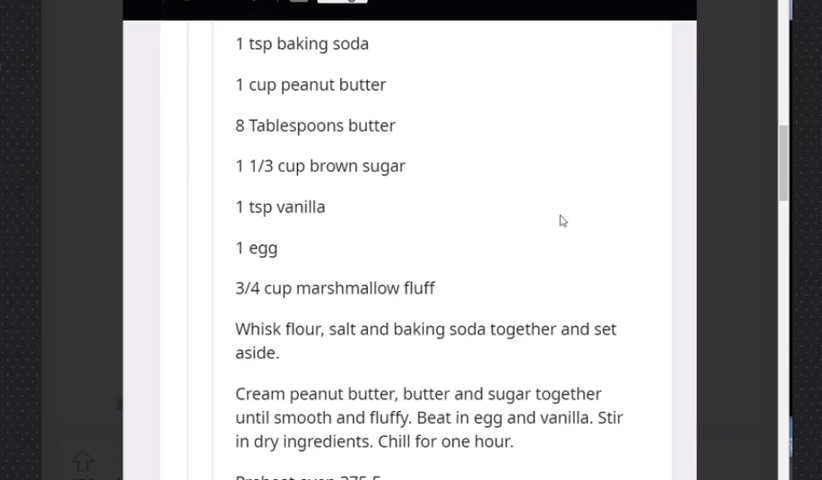 1 tsp baking soda
1 cup peanut butter
8 Tablespoons butter
1 1/3 cup brown sugar
1 tsp vanilla
1 egg
3/4 cup marshmallow fluff
Whisk flour, salt and baking soda together and set
aside.
Cream peanut butter, butter and sugar together
until smooth and fluffy. Beat in egg and vanilla. Stir
in dry ingredients. Chill for one hour.
Preheat oven 375 F